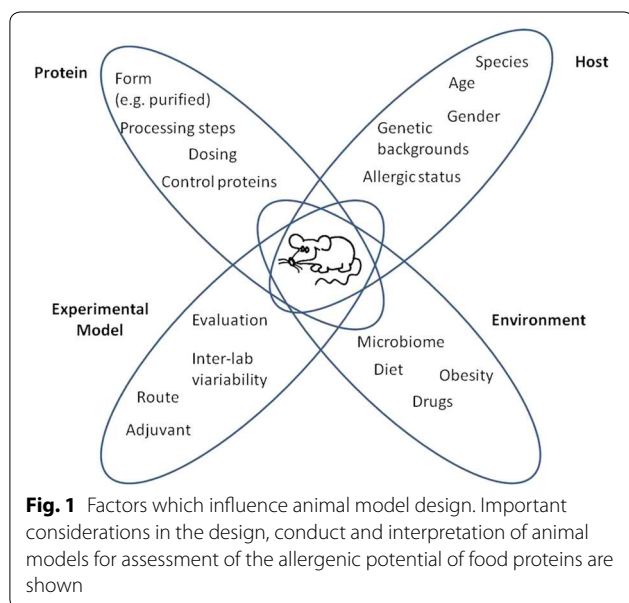 Protein
Form
(e.g. purified)
Processing steps
Dosing
Control proteins
Host
Species
Age
Gender
Genetic
backgrounds
Allergic status
Experimental
Model
Evaluation
Inter-lab
viariability
Route
Adjuvant
Environment
Microbiome
Diet
Obesity
Drugs
Fig. 1 Factors which influence animal model design. Important
considerations in the design, conduct and interpretation of animal
models for assessment of the allergenic potential of food proteins are
shown